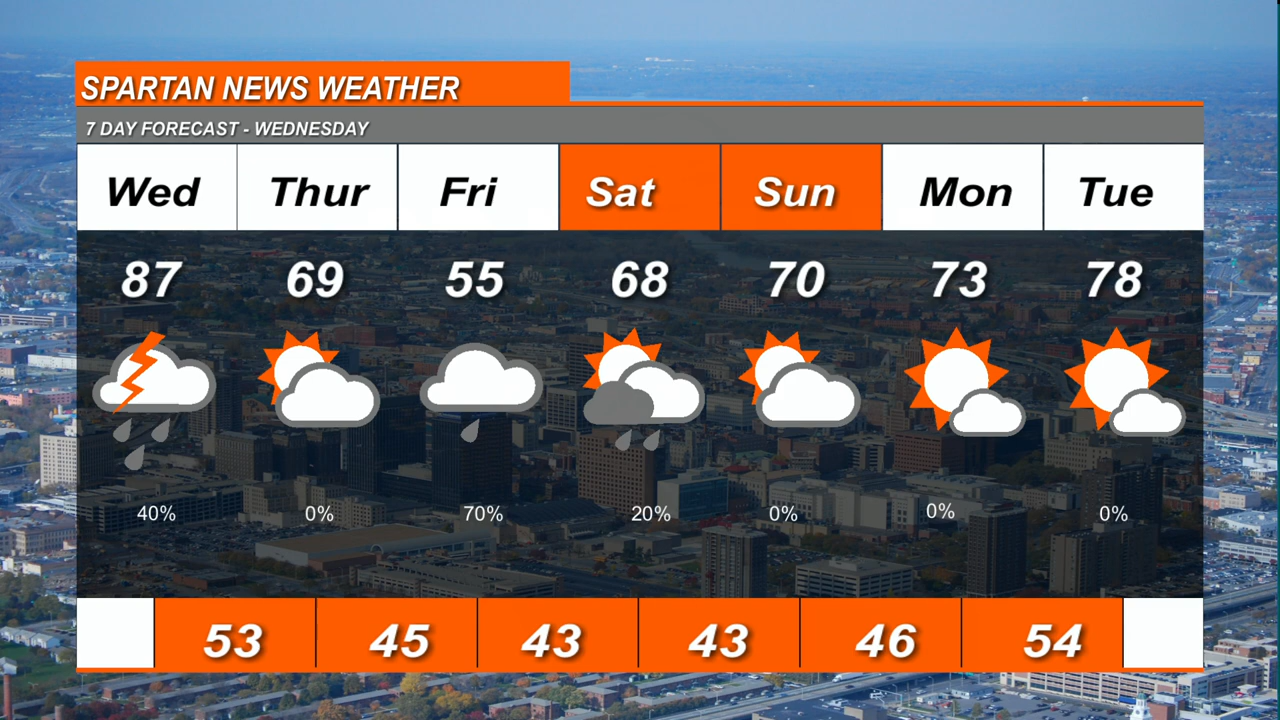 SPARTAN NEWS WEATHER
7 DAY FORECAST - WEDNESDAY
Wed Thur Fri Sat Sun Mon Tue
87 69 55 68 70 73 78
40% 0% 70% 20% 0% 0% 0%
53 45 43 43 46 54